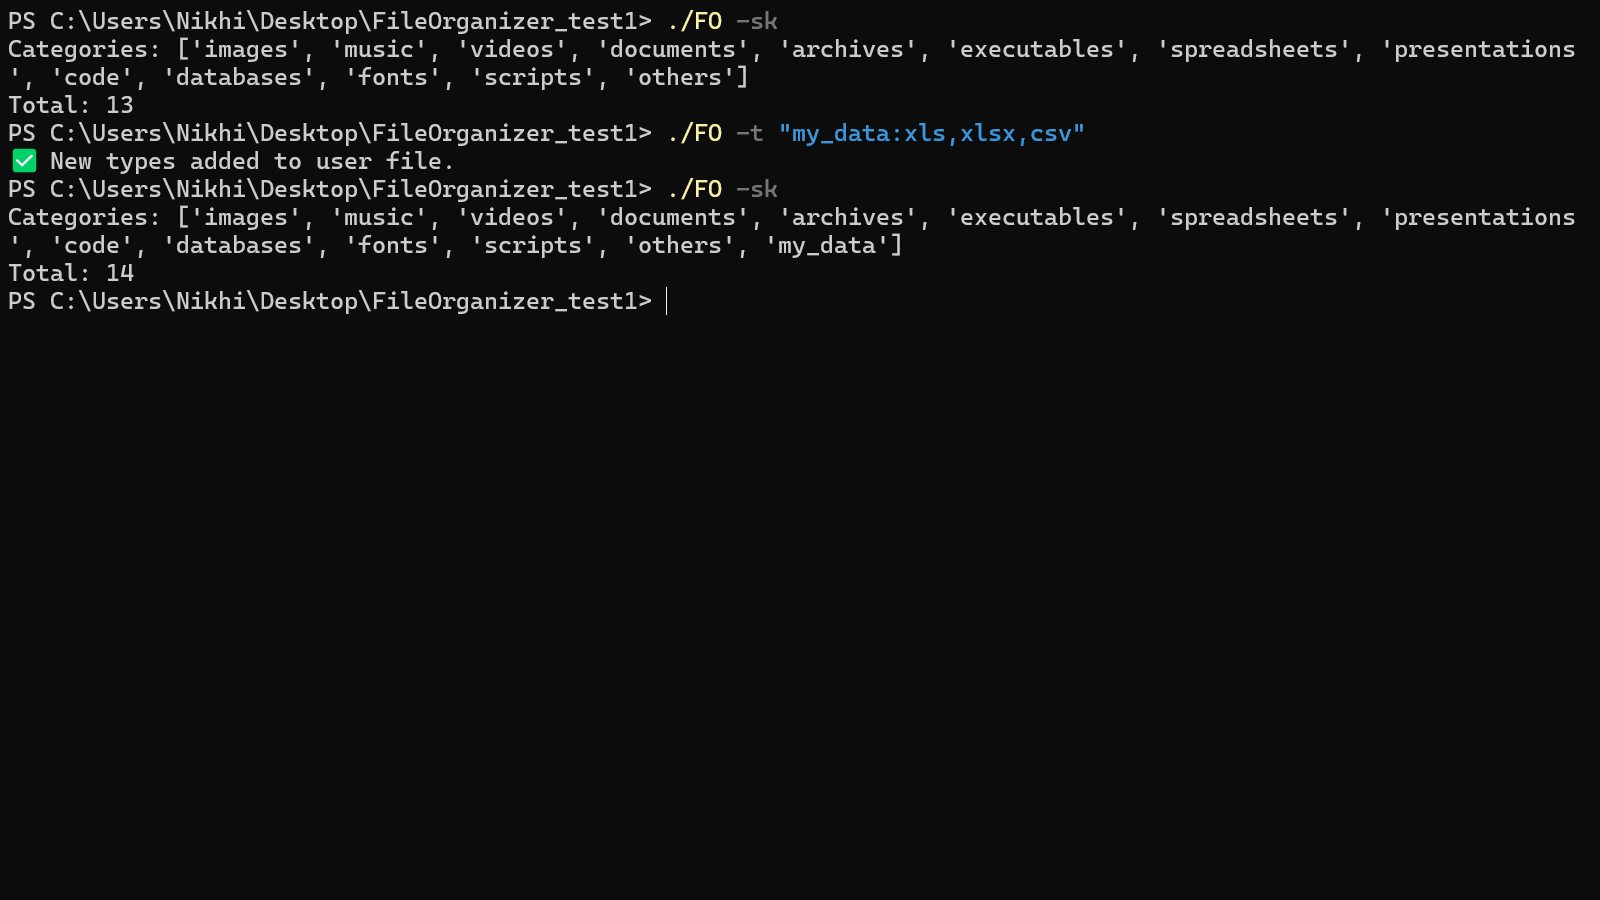 PS C:\Users\Nikhi\Desktop\FileOrganizer_test1> ./FO -sk
Categories: ['images', 'music', 'videos', 'documents', 'archives', 'executables', 'spreadsheets', 'presentations
', 'code', 'databases', 'fonts', 'scripts', 'others']
Total: 13
PS C:\Users\Nikhi\Desktop\FileOrganizer_test1> ./FO -t "my_data:xls,xlsx,csv"
✅ New types added to user file.
PS C:\Users\Nikhi\Desktop\FileOrganizer_test1> ./FO -sk
Categories: ['images', 'music', 'videos', 'documents', 'archives', 'executables', 'spreadsheets', 'presentations
', 'code', 'databases', 'fonts', 'scripts', 'others', 'my_data']
Total: 14
PS C:\Users\Nikhi\Desktop\FileOrganizer_test1>